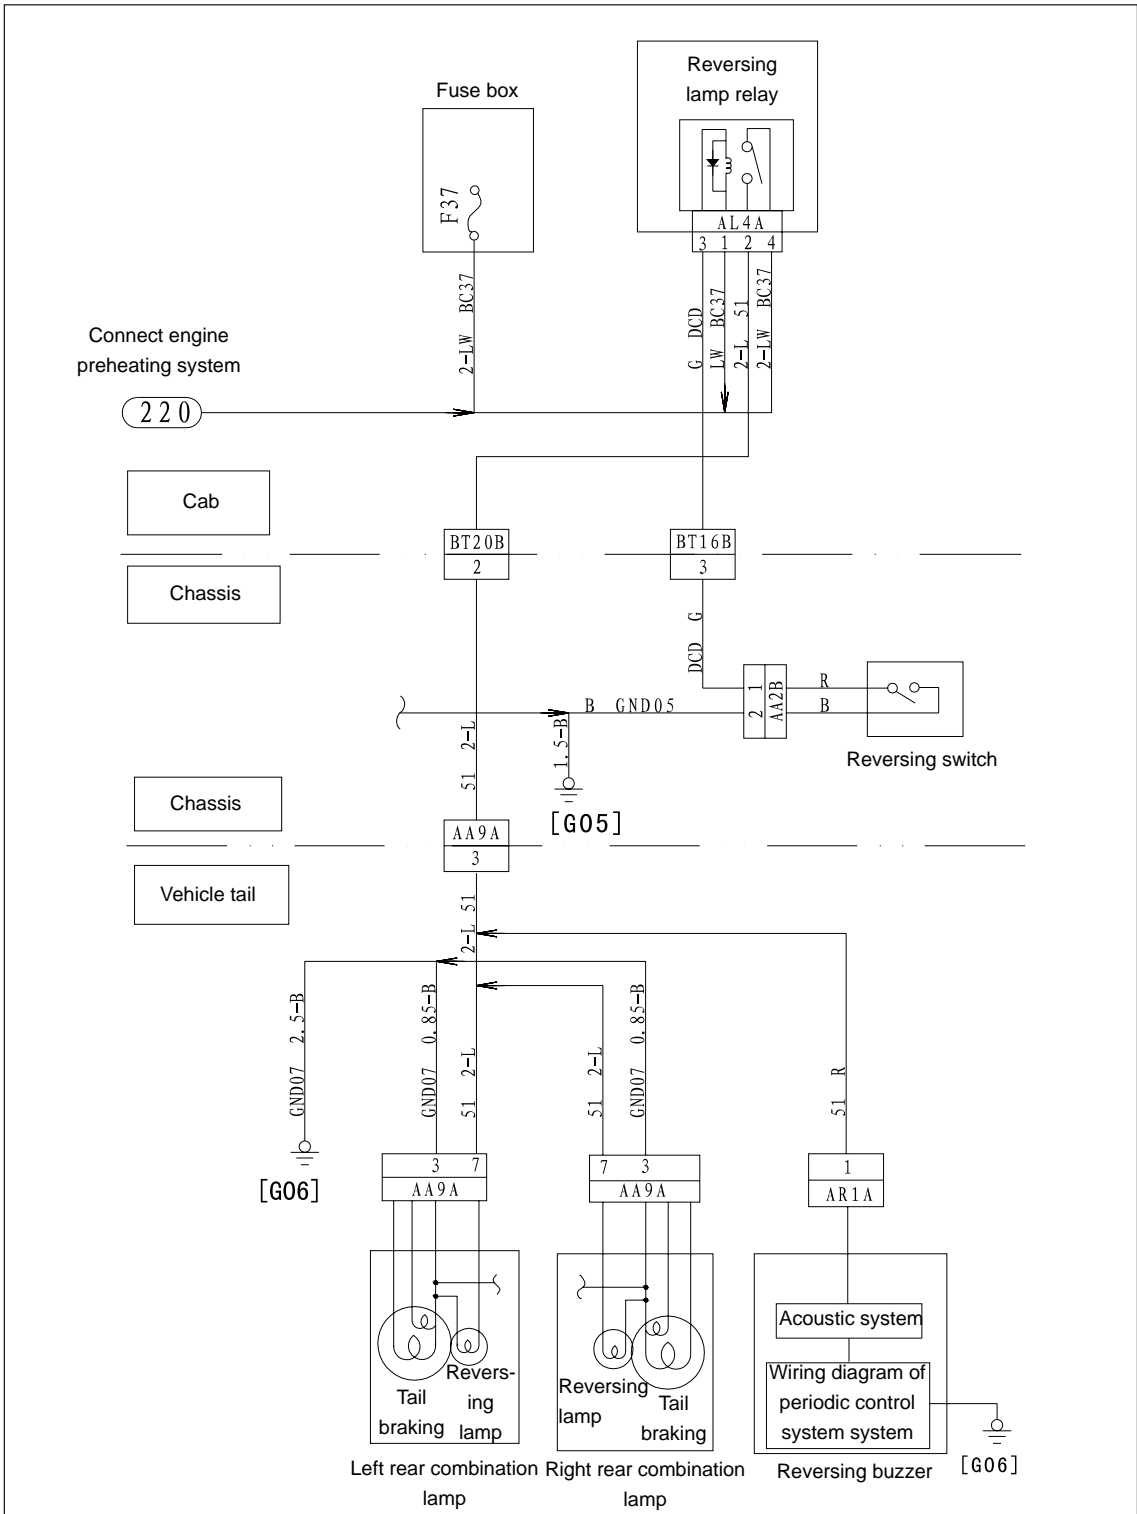 Reversing
lamp relay
Fuse box
F37
AL4A
3 1 2 4
2-LW BC37
G DCD
LW BC37
2-L 51
2-LW BC37
Connect engine
preheating system
220
Cab
BT20B
2
BT16B
3
Chassis
DCD G
1
2
AA2B
R
B
B GND05
1.5-B
[G05]
Reversing switch
51 2-L
Chassis
AA9A
3
Vehicle tail
2-L 51
GND07 2.5-B
GND07 0.85-B
51 2-L
51 2-L
GND07 0.85-B
51 R
[G06]
3 7
AA9A
7 3
AA9A
1
AR1A
Acoustic system
Wiring diagram of
periodic control
system system
Revers-
ing
lamp
Tail
braking
Reversing
lamp
Tail
braking
[G06]
Left rear combination
lamp
Right rear combination
lamp
Reversing buzzer